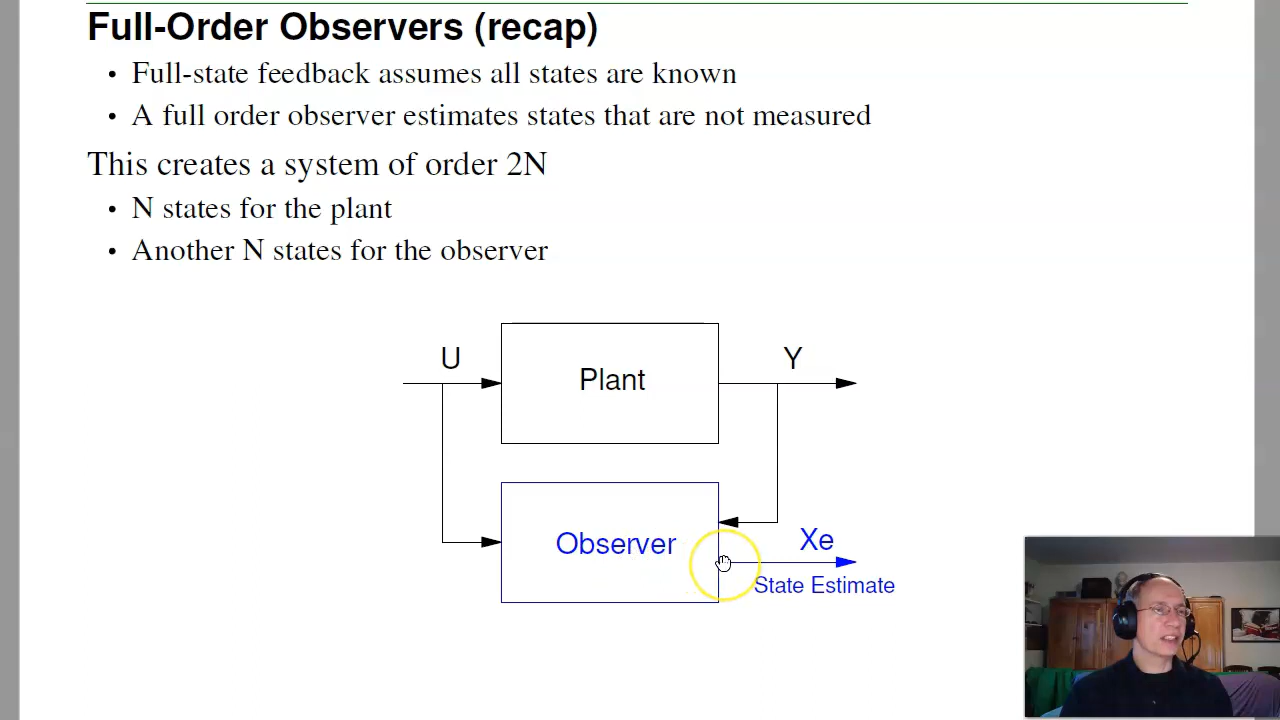 Full-Order Observers (recap)
• Full-state feedback assumes all states are known
• A full order observer estimates states that are not measured
This creates a system of order 2N
• N states for the plant
• Another N states for the observer
U
Plant
Y
Observer
Xe
State Estimate